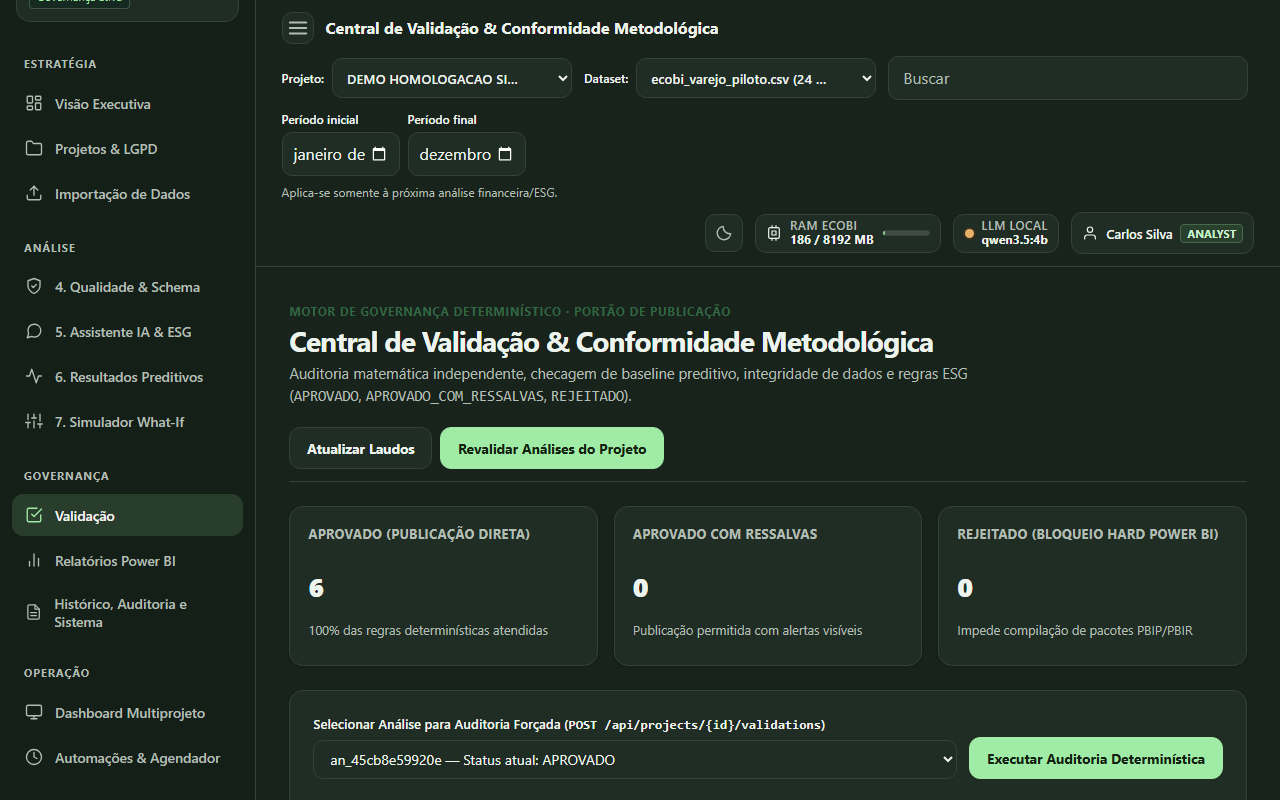 ESTRATÉGIA
Visão Executiva
Projetos & LGPD
Importação de Dados
ANÁLISE
4. Qualidade & Schema
5. Assistente IA & ESG
6. Resultados Preditivos
7. Simulador What-If
GOVERNANÇA
Validação
Relatórios Power BI
Histórico, Auditoria e
Sistema
OPERAÇÃO
Dashboard Multiprojeto
Automações & Agendador
Central de Validação & Conformidade Metodológica
Projeto: DEMO HOMOLOGACAO SI... Dataset: ecobi_varejo_piloto.csv (24 ... Buscar
Período inicial Período final
janeiro de dezembro
Aplica-se somente à próxima análise financeira/ESG.
RAM ECOBI
186 / 8192 MB
LLM LOCAL
qwen3.5:4b
Carlos Silva ANALYST
MOTOR DE GOVERNANÇA DETERMINÍSTICO · PORTÃO DE PUBLICAÇÃO
Central de Validação & Conformidade Metodológica
Auditoria matemática independente, checagem de baseline preditivo, integridade de dados e regras ESG
(APROVADO, APROVADO_COM_RESSALVAS, REJEITADO).
Atualizar Laudos Revalidar Análises do Projeto
APROVADO (PUBLICAÇÃO DIRETA)
6
100% das regras determinísticas atendidas
APROVADO COM RESSALVAS
0
Publicação permitida com alertas visíveis
REJEITADO (BLOQUEIO HARD POWER BI)
0
Impede compilação de pacotes PBIP/PBIR
Selecionar Análise para Auditoria Forçada (POST /api/projects/{id}/validations)
an_45cb8e59920e — Status atual: APROVADO Executar Auditoria Determinística